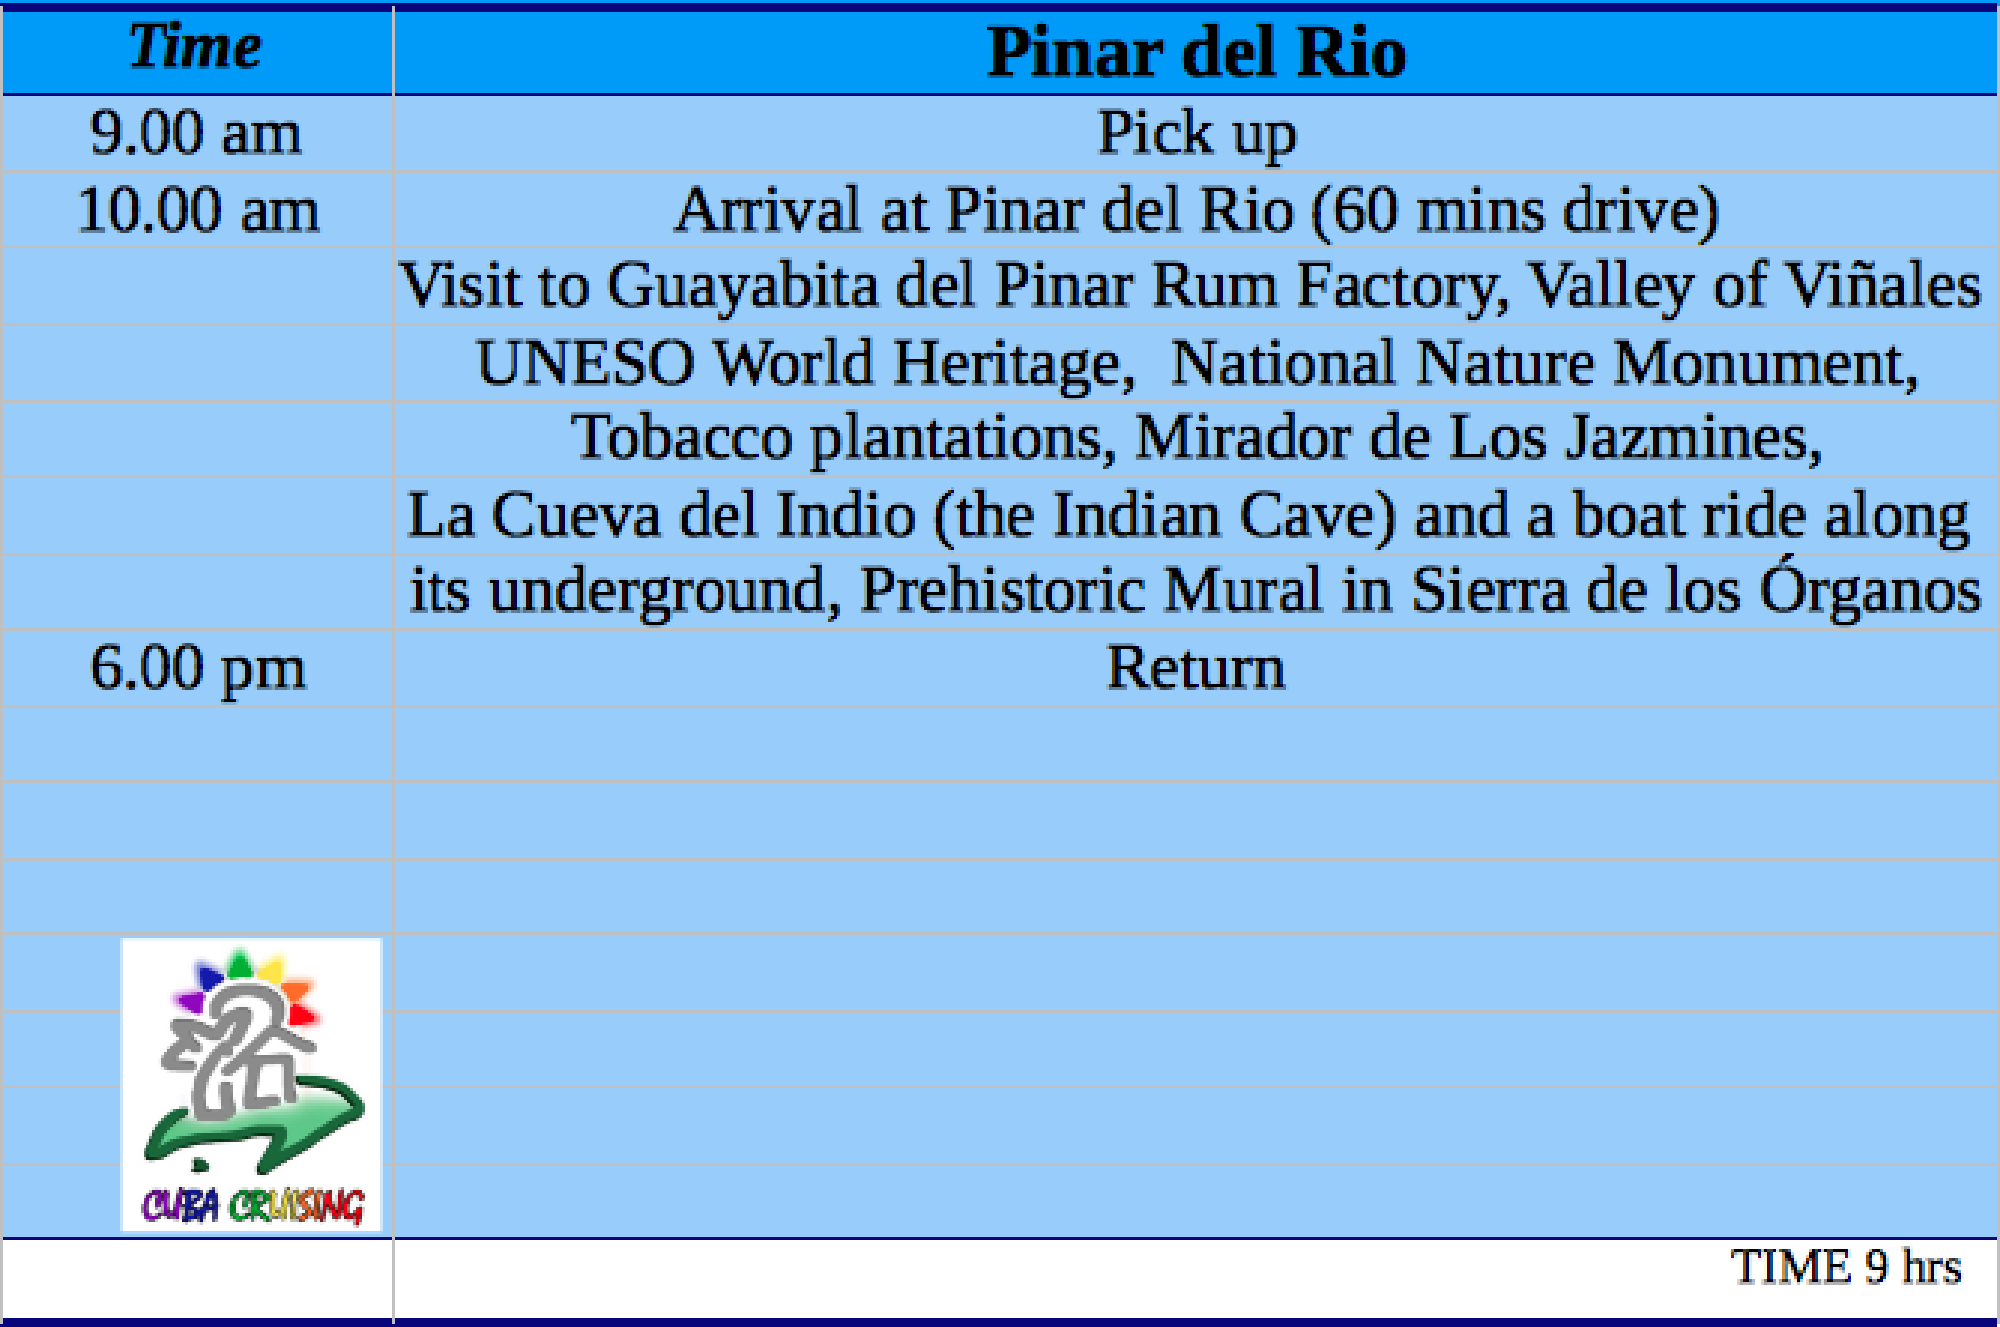 Time Pinar del Rio
9.00 am Pick up
10.00 am Arrival at Pinar del Rio (60 mins drive)
Visit to Guayabita del Pinar Rum Factory, Valley of Viñales
UNESO World Heritage,  National Nature Monument,
Tobacco plantations, Mirador de Los Jazmines,
La Cueva del Indio (the Indian Cave) and a boat ride along
its underground, Prehistoric Mural in Sierra de los Órganos
6.00 pm Return
CUBA CRUISING
TIME 9 hrs